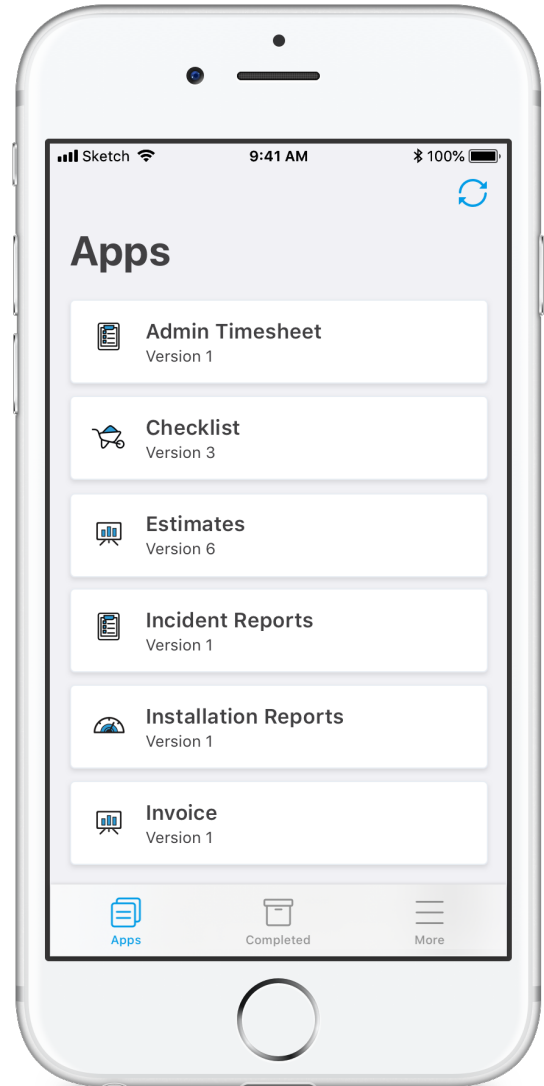 Sketch 9:41 AM 100%
Apps
Admin Timesheet
Version 1
Checklist
Version 3
Estimates
Version 6
Incident Reports
Version 1
Installation Reports
Version 1
Invoice
Version 1
Apps Completed More